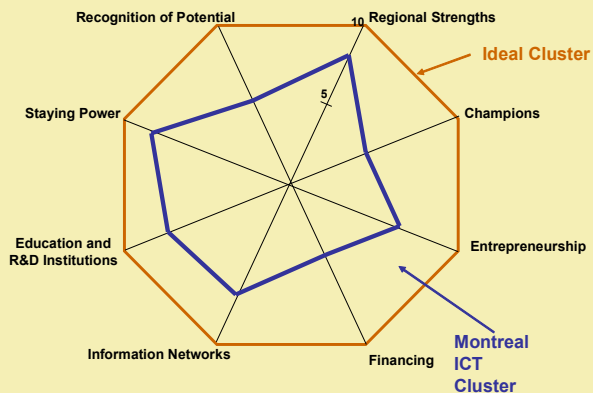 Recognition of Potential
10
Regional Strengths
Ideal Cluster
5
Staying Power
Champions
Education and
R&D Institutions
Entrepreneurship
Information Networks
Financing
Montreal
ICT
Cluster